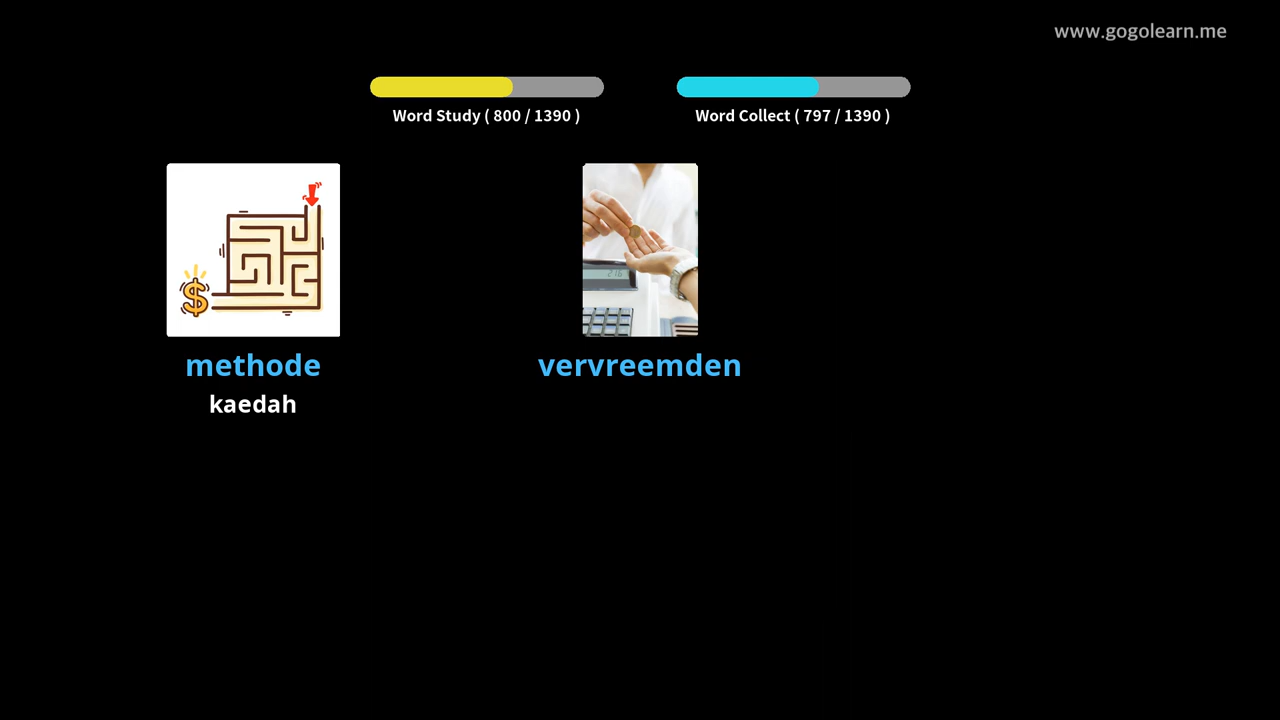 www.gogolearn.me
Word Study ( 800 / 1390 )
Word Collect ( 797 / 1390 )
methode
vervreemden
kaedah